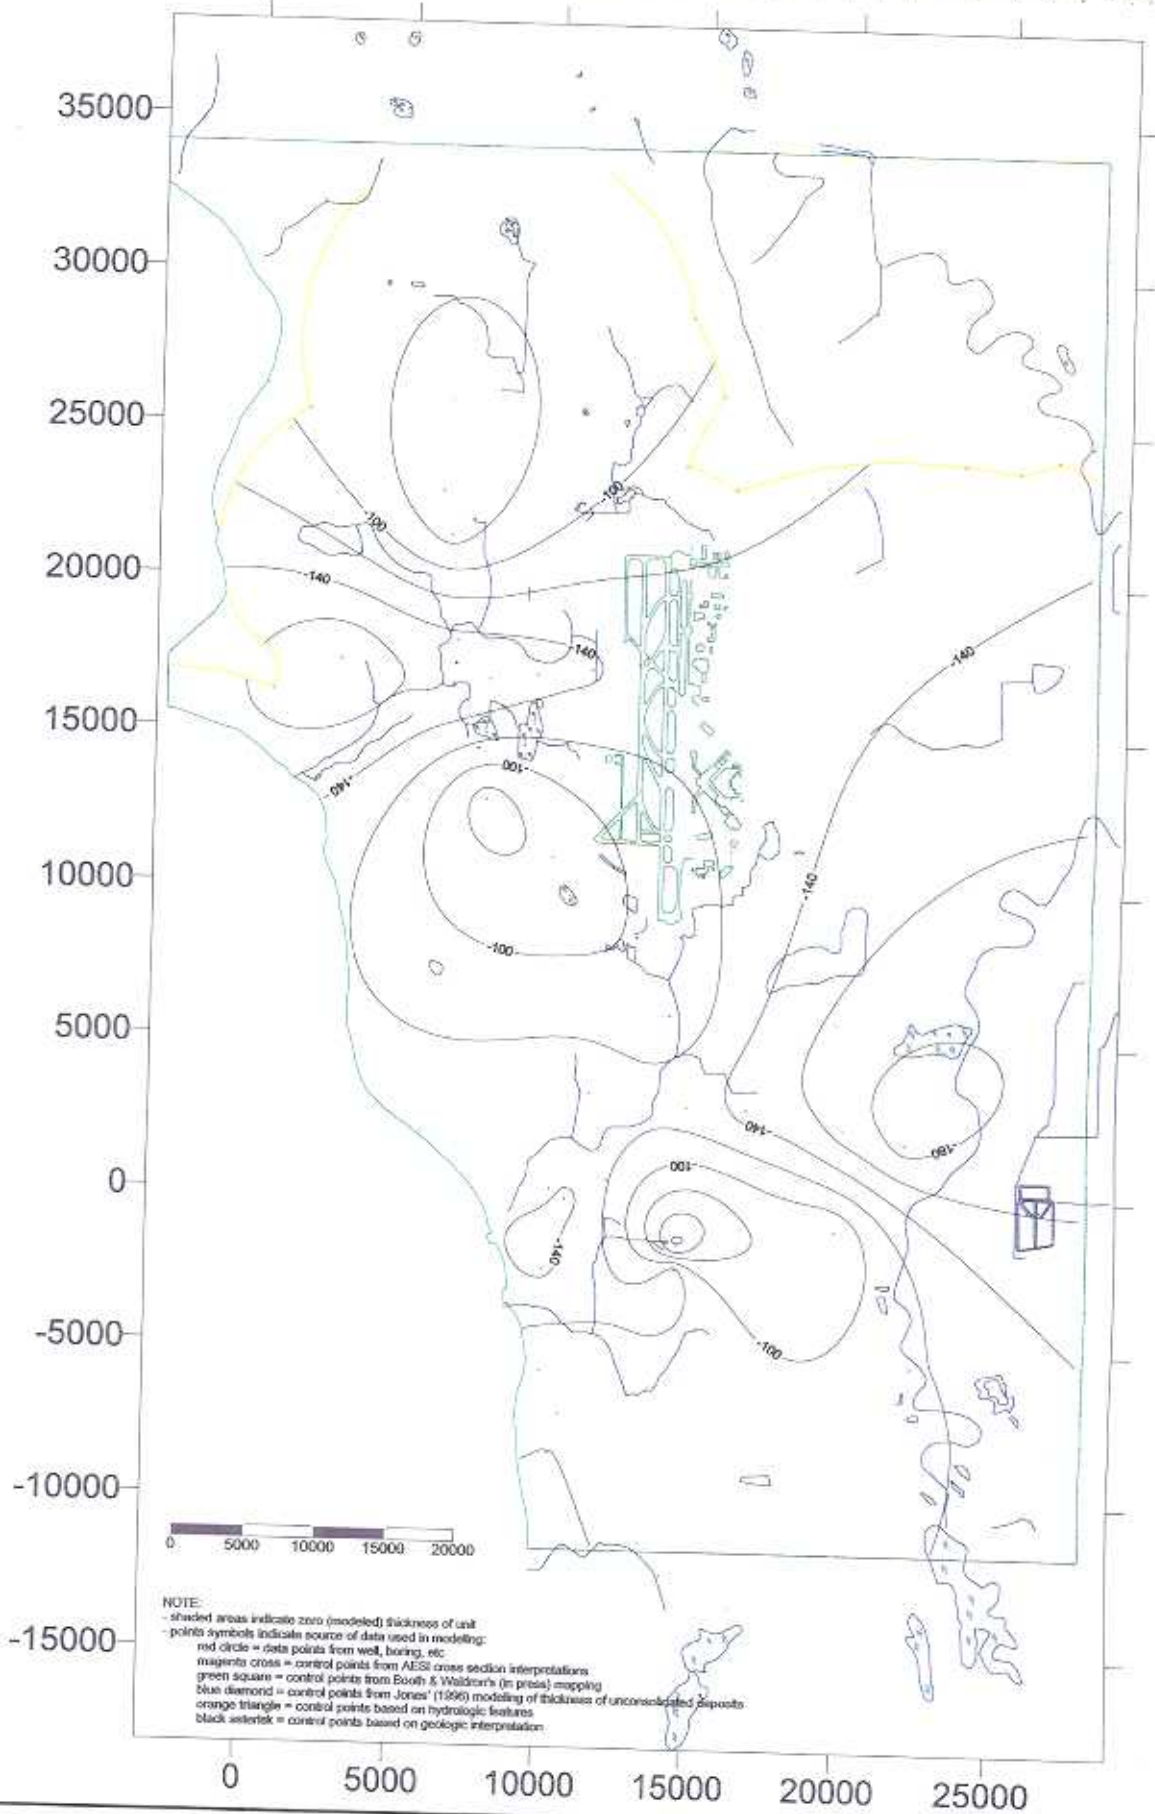 35000
30000
25000
20000
15000
10000
5000
0
-5000
-10000
-15000
-100
-100
-140
-140
-140
-140
100
-140
-100
-140
-180
100
-140
-100
0 5000 10000 15000 20000
NOTE:
- shaded areas indicate zero (modeled) thickness of unit
- points symbols indicate source of data used in modeling:
red circle = data points from well, boring, etc
magenta cross = control points from AESI cross section interpretations
green square = control points from Booth & Waldron's (in press) mapping
blue diamond = control points from Jones' (1996) modeling of thickness of unconsolidated deposits
orange triangle = control points based on hydrologic features
black asterisk = control points based on geologic interpretation
0 5000 10000 15000 20000 25000